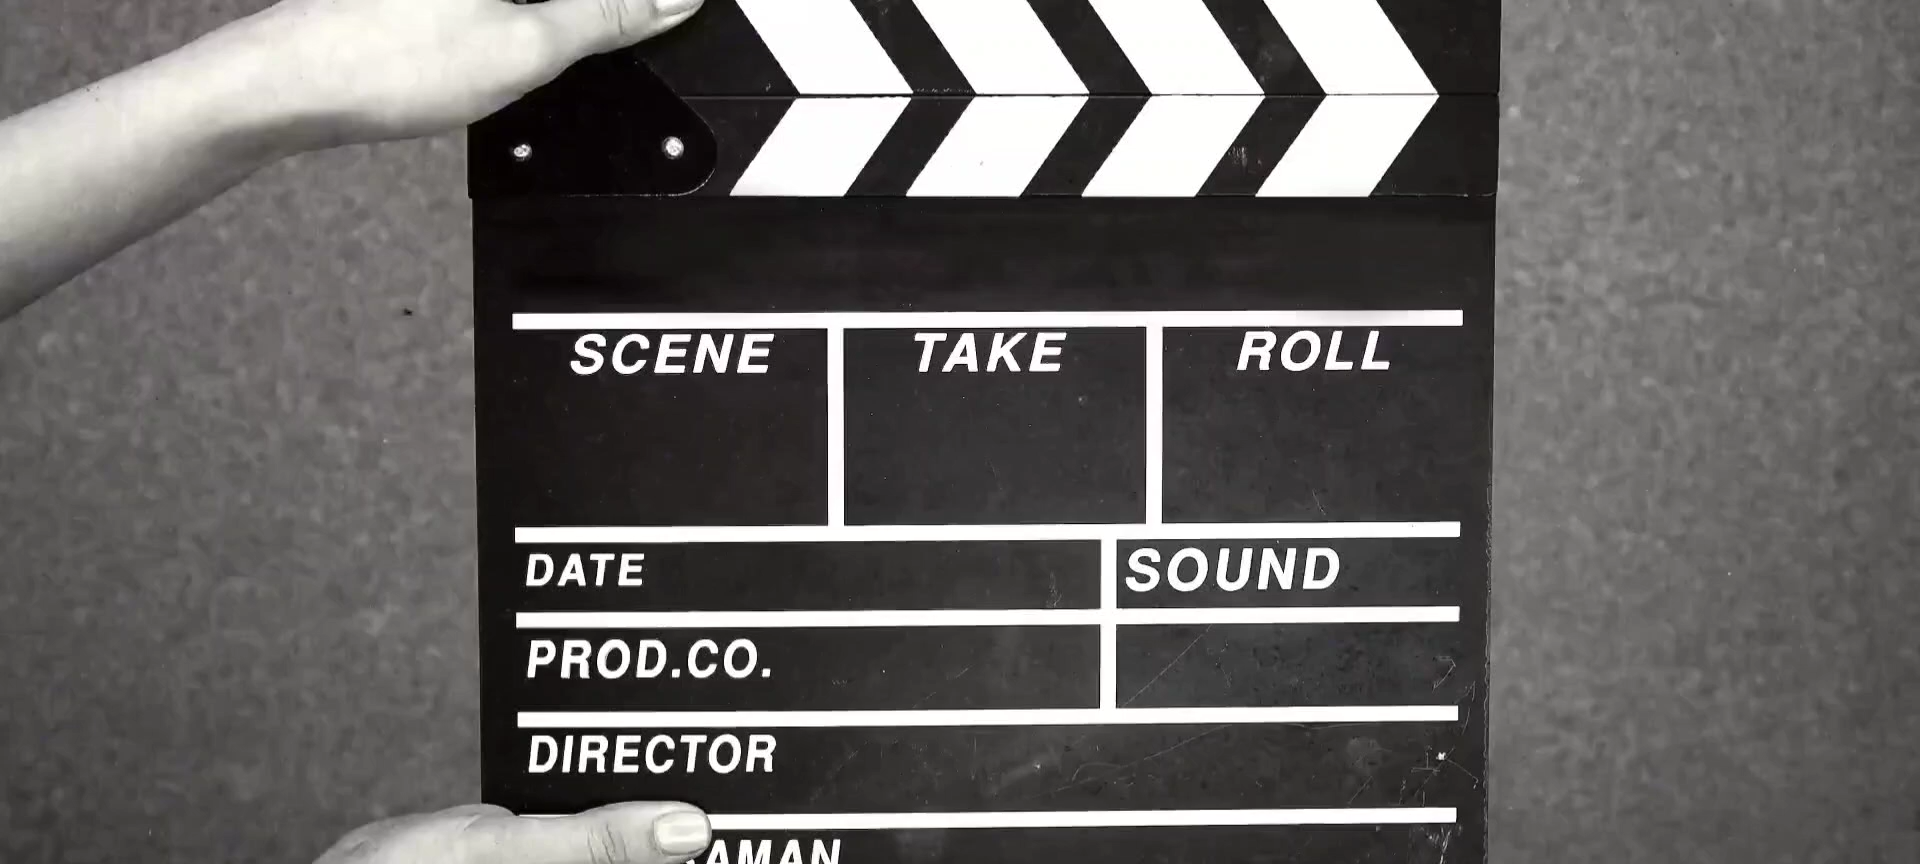 SCENE TAKE ROLL
DATE SOUND
PROD.CO.
DIRECTOR